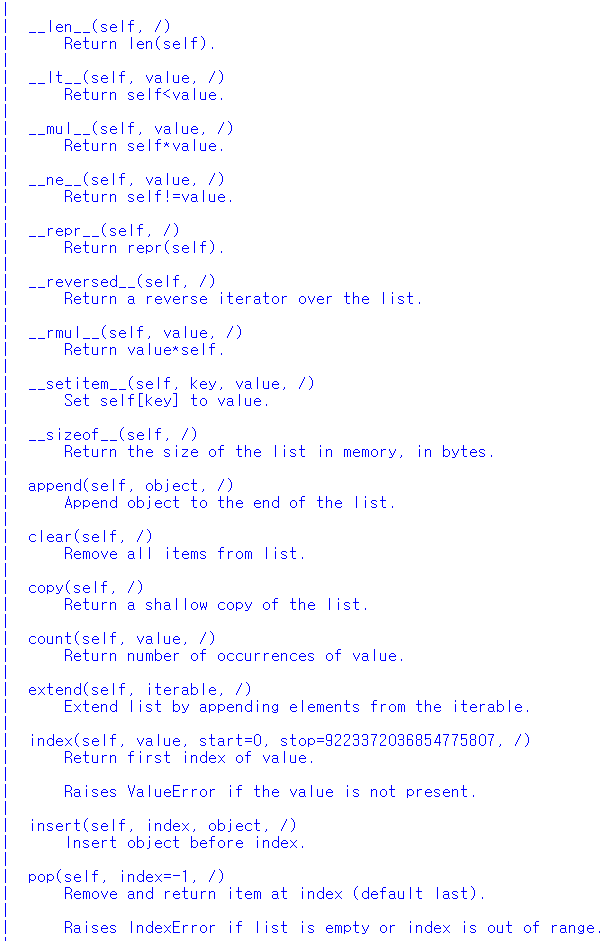 |
|  __len__(self, /)
|      Return len(self).
|
|  __lt__(self, value, /)
|      Return self<value.
|
|  __mul__(self, value, /)
|      Return self*value.
|
|  __ne__(self, value, /)
|      Return self!=value.
|
|  __repr__(self, /)
|      Return repr(self).
|
|  __reversed__(self, /)
|      Return a reverse iterator over the list.
|
|  __rmul__(self, value, /)
|      Return value*self.
|
|  __setitem__(self, key, value, /)
|      Set self[key] to value.
|
|  __sizeof__(self, /)
|      Return the size of the list in memory, in bytes.
|
|  append(self, object, /)
|      Append object to the end of the list.
|
|  clear(self, /)
|      Remove all items from list.
|
|  copy(self, /)
|      Return a shallow copy of the list.
|
|  count(self, value, /)
|      Return number of occurrences of value.
|
|  extend(self, iterable, /)
|      Extend list by appending elements from the iterable.
|
|  index(self, value, start=0, stop=9223372036854775807, /)
|      Return first index of value.
|
|      Raises ValueError if the value is not present.
|
|  insert(self, index, object, /)
|      Insert object before index.
|
|  pop(self, index=-1, /)
|      Remove and return item at index (default last).
|
|      Raises IndexError if list is empty or index is out of range.
|